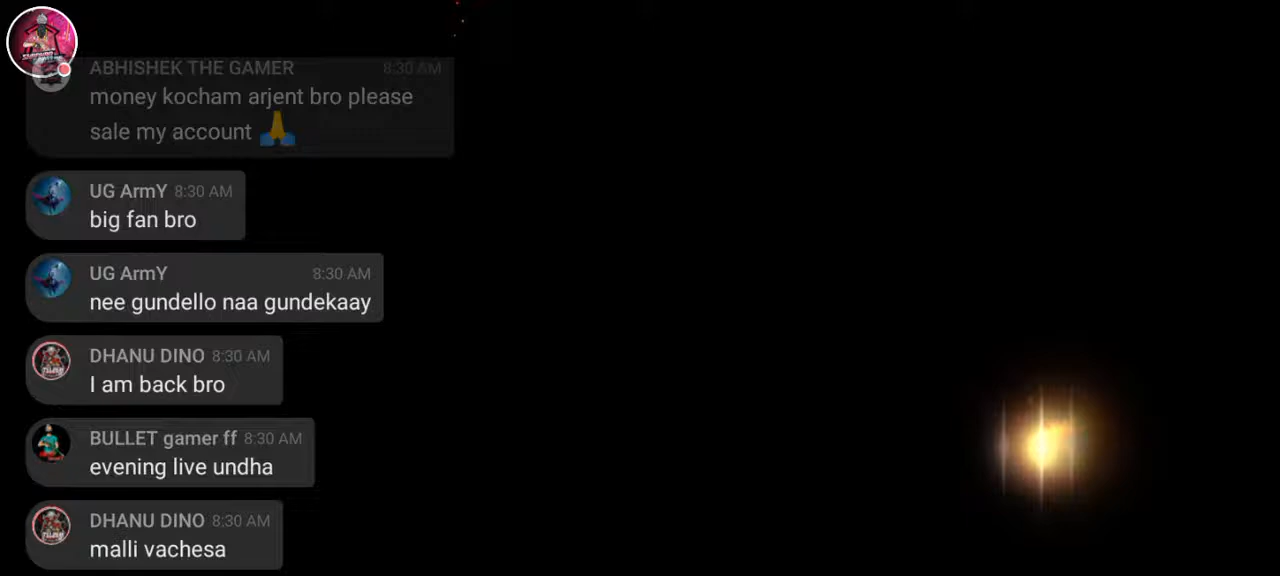 ABHISHEK THE GAMER 8:30 AM
money kocham arjent bro please
sale my account 🙏
UG ArmY 8:30 AM
big fan bro
UG ArmY 8:30 AM
nee gundello naa gundekaay
DHANU DINO 8:30 AM
I am back bro
BULLET gamer ff 8:30 AM
evening live undha
DHANU DINO 8:30 AM
malli vachesa